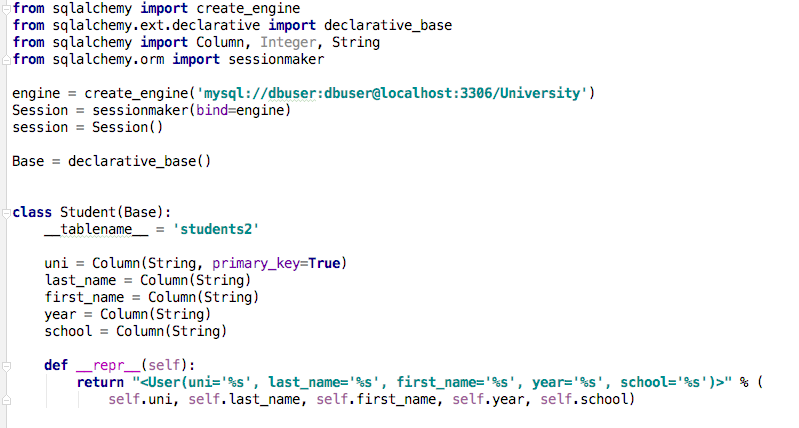 from sqlalchemy import create_engine
from sqlalchemy.ext.declarative import declarative_base
from sqlalchemy import Column, Integer, String
from sqlalchemy.orm import sessionmaker

engine = create_engine('mysql://dbuser:dbuser@localhost:3306/University')
Session = sessionmaker(bind=engine)
session = Session()

Base = declarative_base()


class Student(Base):
    __tablename__ = 'students2'

    uni = Column(String, primary_key=True)
    last_name = Column(String)
    first_name = Column(String)
    year = Column(String)
    school = Column(String)

    def __repr__(self):
        return "<User(uni='%s', last_name='%s', first_name='%s', year='%s', school='%s')>" % (
            self.uni, self.last_name, self.first_name, self.year, self.school)